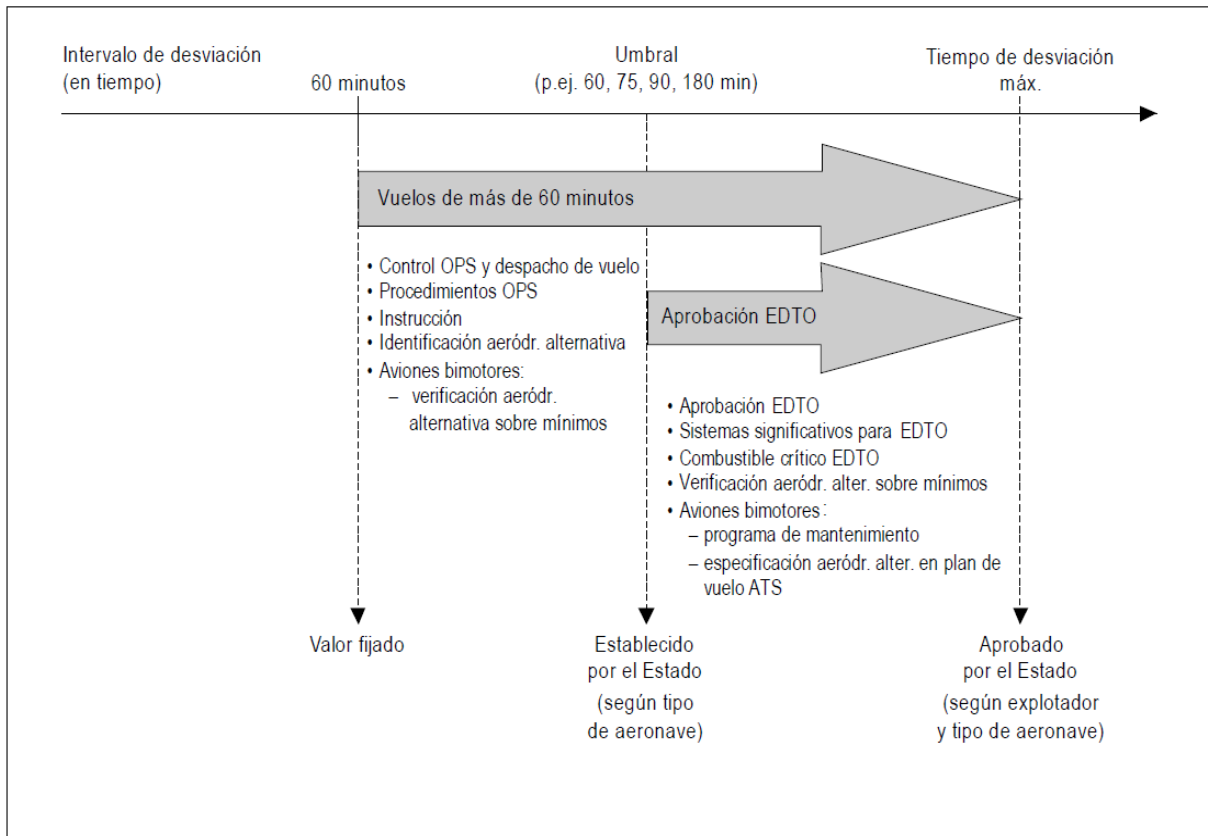 Intervalo de desviación
(en tiempo)
60 minutos
Umbral
(p.ej. 60, 75, 90, 180 min)
Tiempo de desviación
máx.
Vuelos de más de 60 minutos
• Control OPS y despacho de vuelo
• Procedimientos OPS
• Instrucción
• Identificación aeródr. alternativa
• Aviones bimotores:
– verificación aeródr.
alternativa sobre mínimos
Aprobación EDTO
• Aprobación EDTO
• Sistemas significativos para EDTO
• Combustible crítico EDTO
• Verificación aeródr. alter. sobre mínimos
• Aviones bimotores:
– programa de mantenimiento
– especificación aeródr. alter. en plan de
vuelo ATS
Valor fijado
Establecido
por el Estado
(según tipo
de aeronave)
Aprobado
por el Estado
(según explotador
y tipo de aeronave)